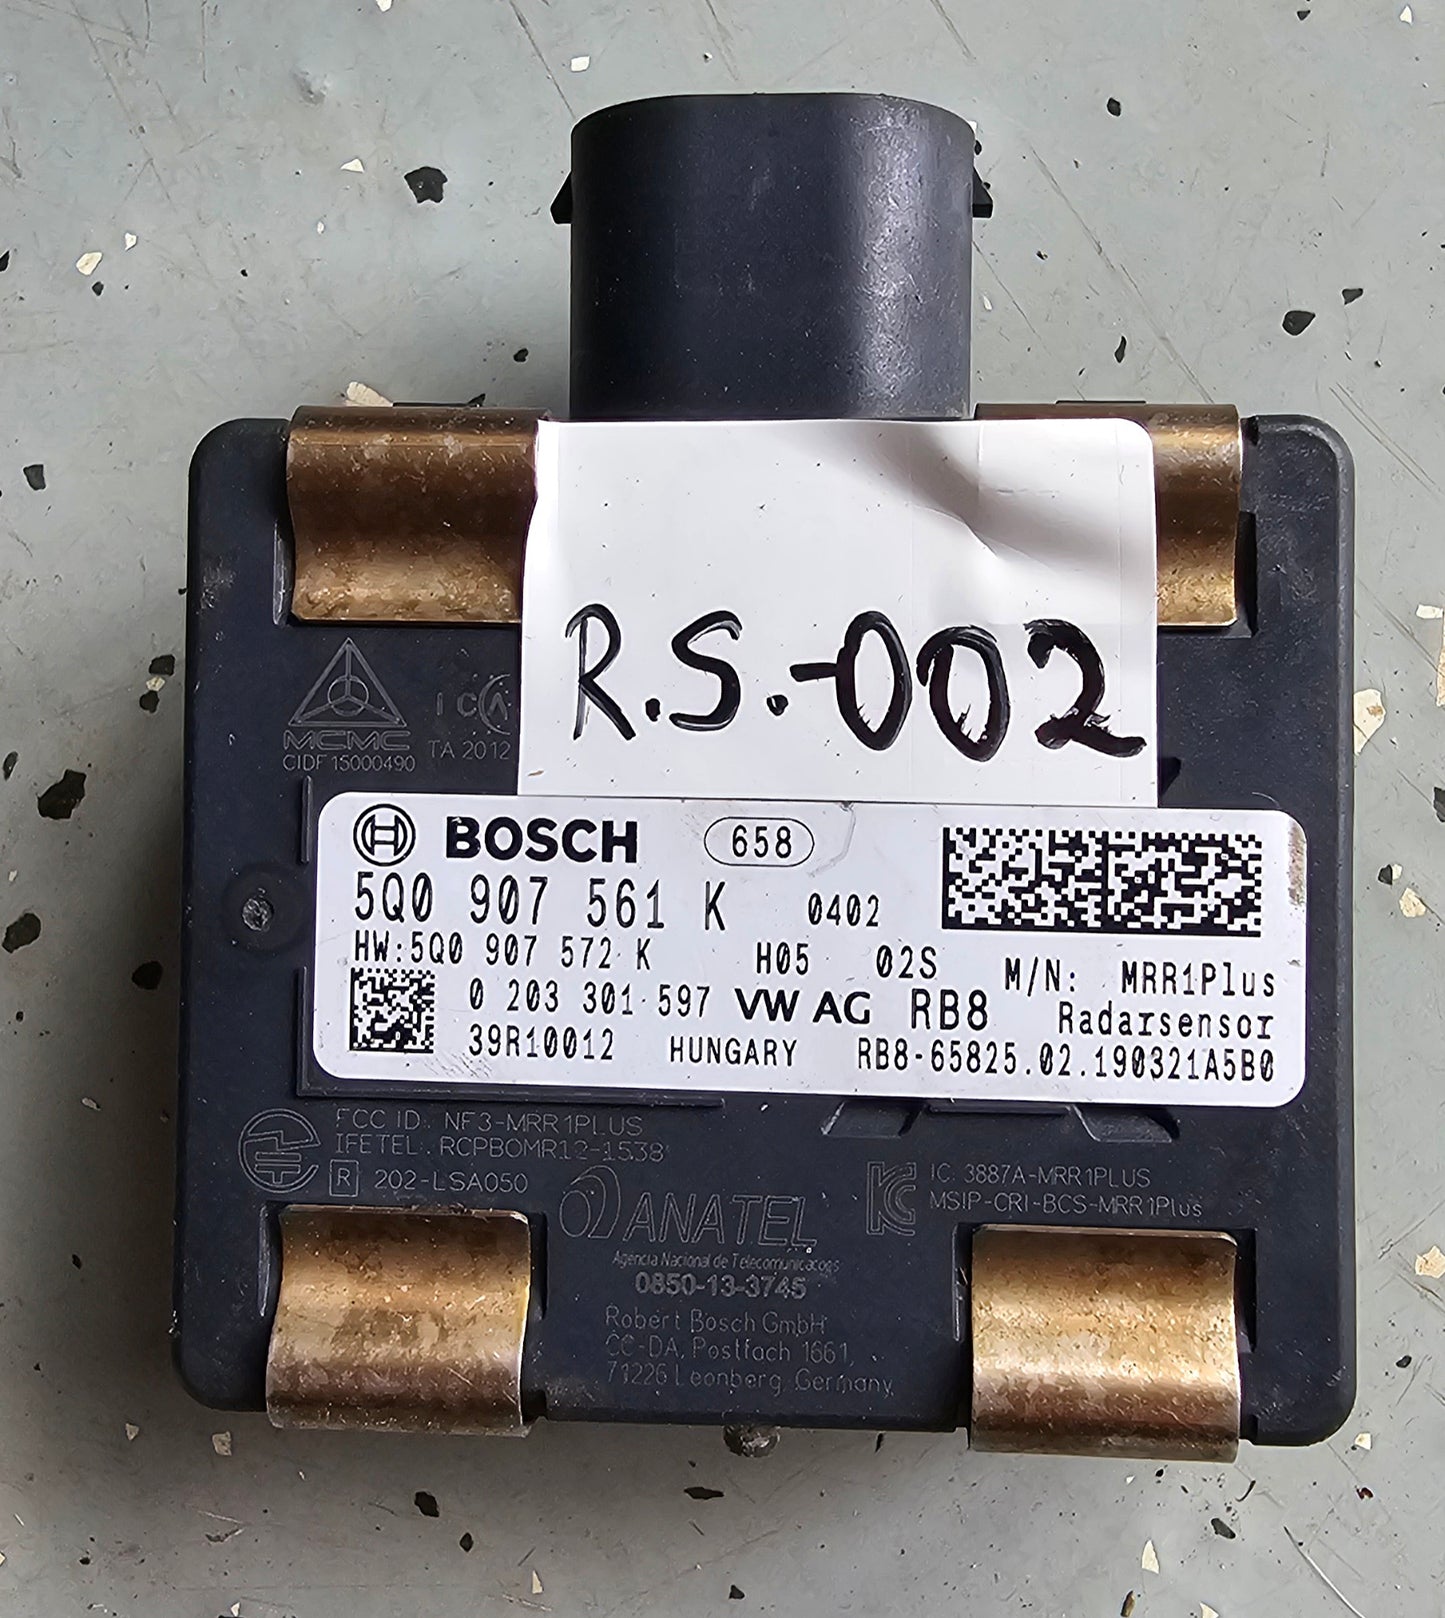 R.S.-002
ICA
MCMC
TA 2012
CIDF 15000490
BOSCH 658
5Q0 907 561 K 0402
HW:5Q0 907 572 K H05 02S M/N: MRR1Plus
0 203 301 597 VW AG RB8 Radarsensor
39R10012 HUNGARY RB8-65825.02.190321A5B0
FCC ID: NF3-MRR1PLUS
IFETEL: RCPBOMR12-1538
R 202-LSA050
ANATEL
Agencia Nacional de Telecomunicacoes
0850-13-3745
IC: 3887A-MRR1PLUS
MSIP-CRI-BCS-MRR1Plus
Robert Bosch GmbH
CC-DA, Postfach 1661,
71226 Leonberg, Germany